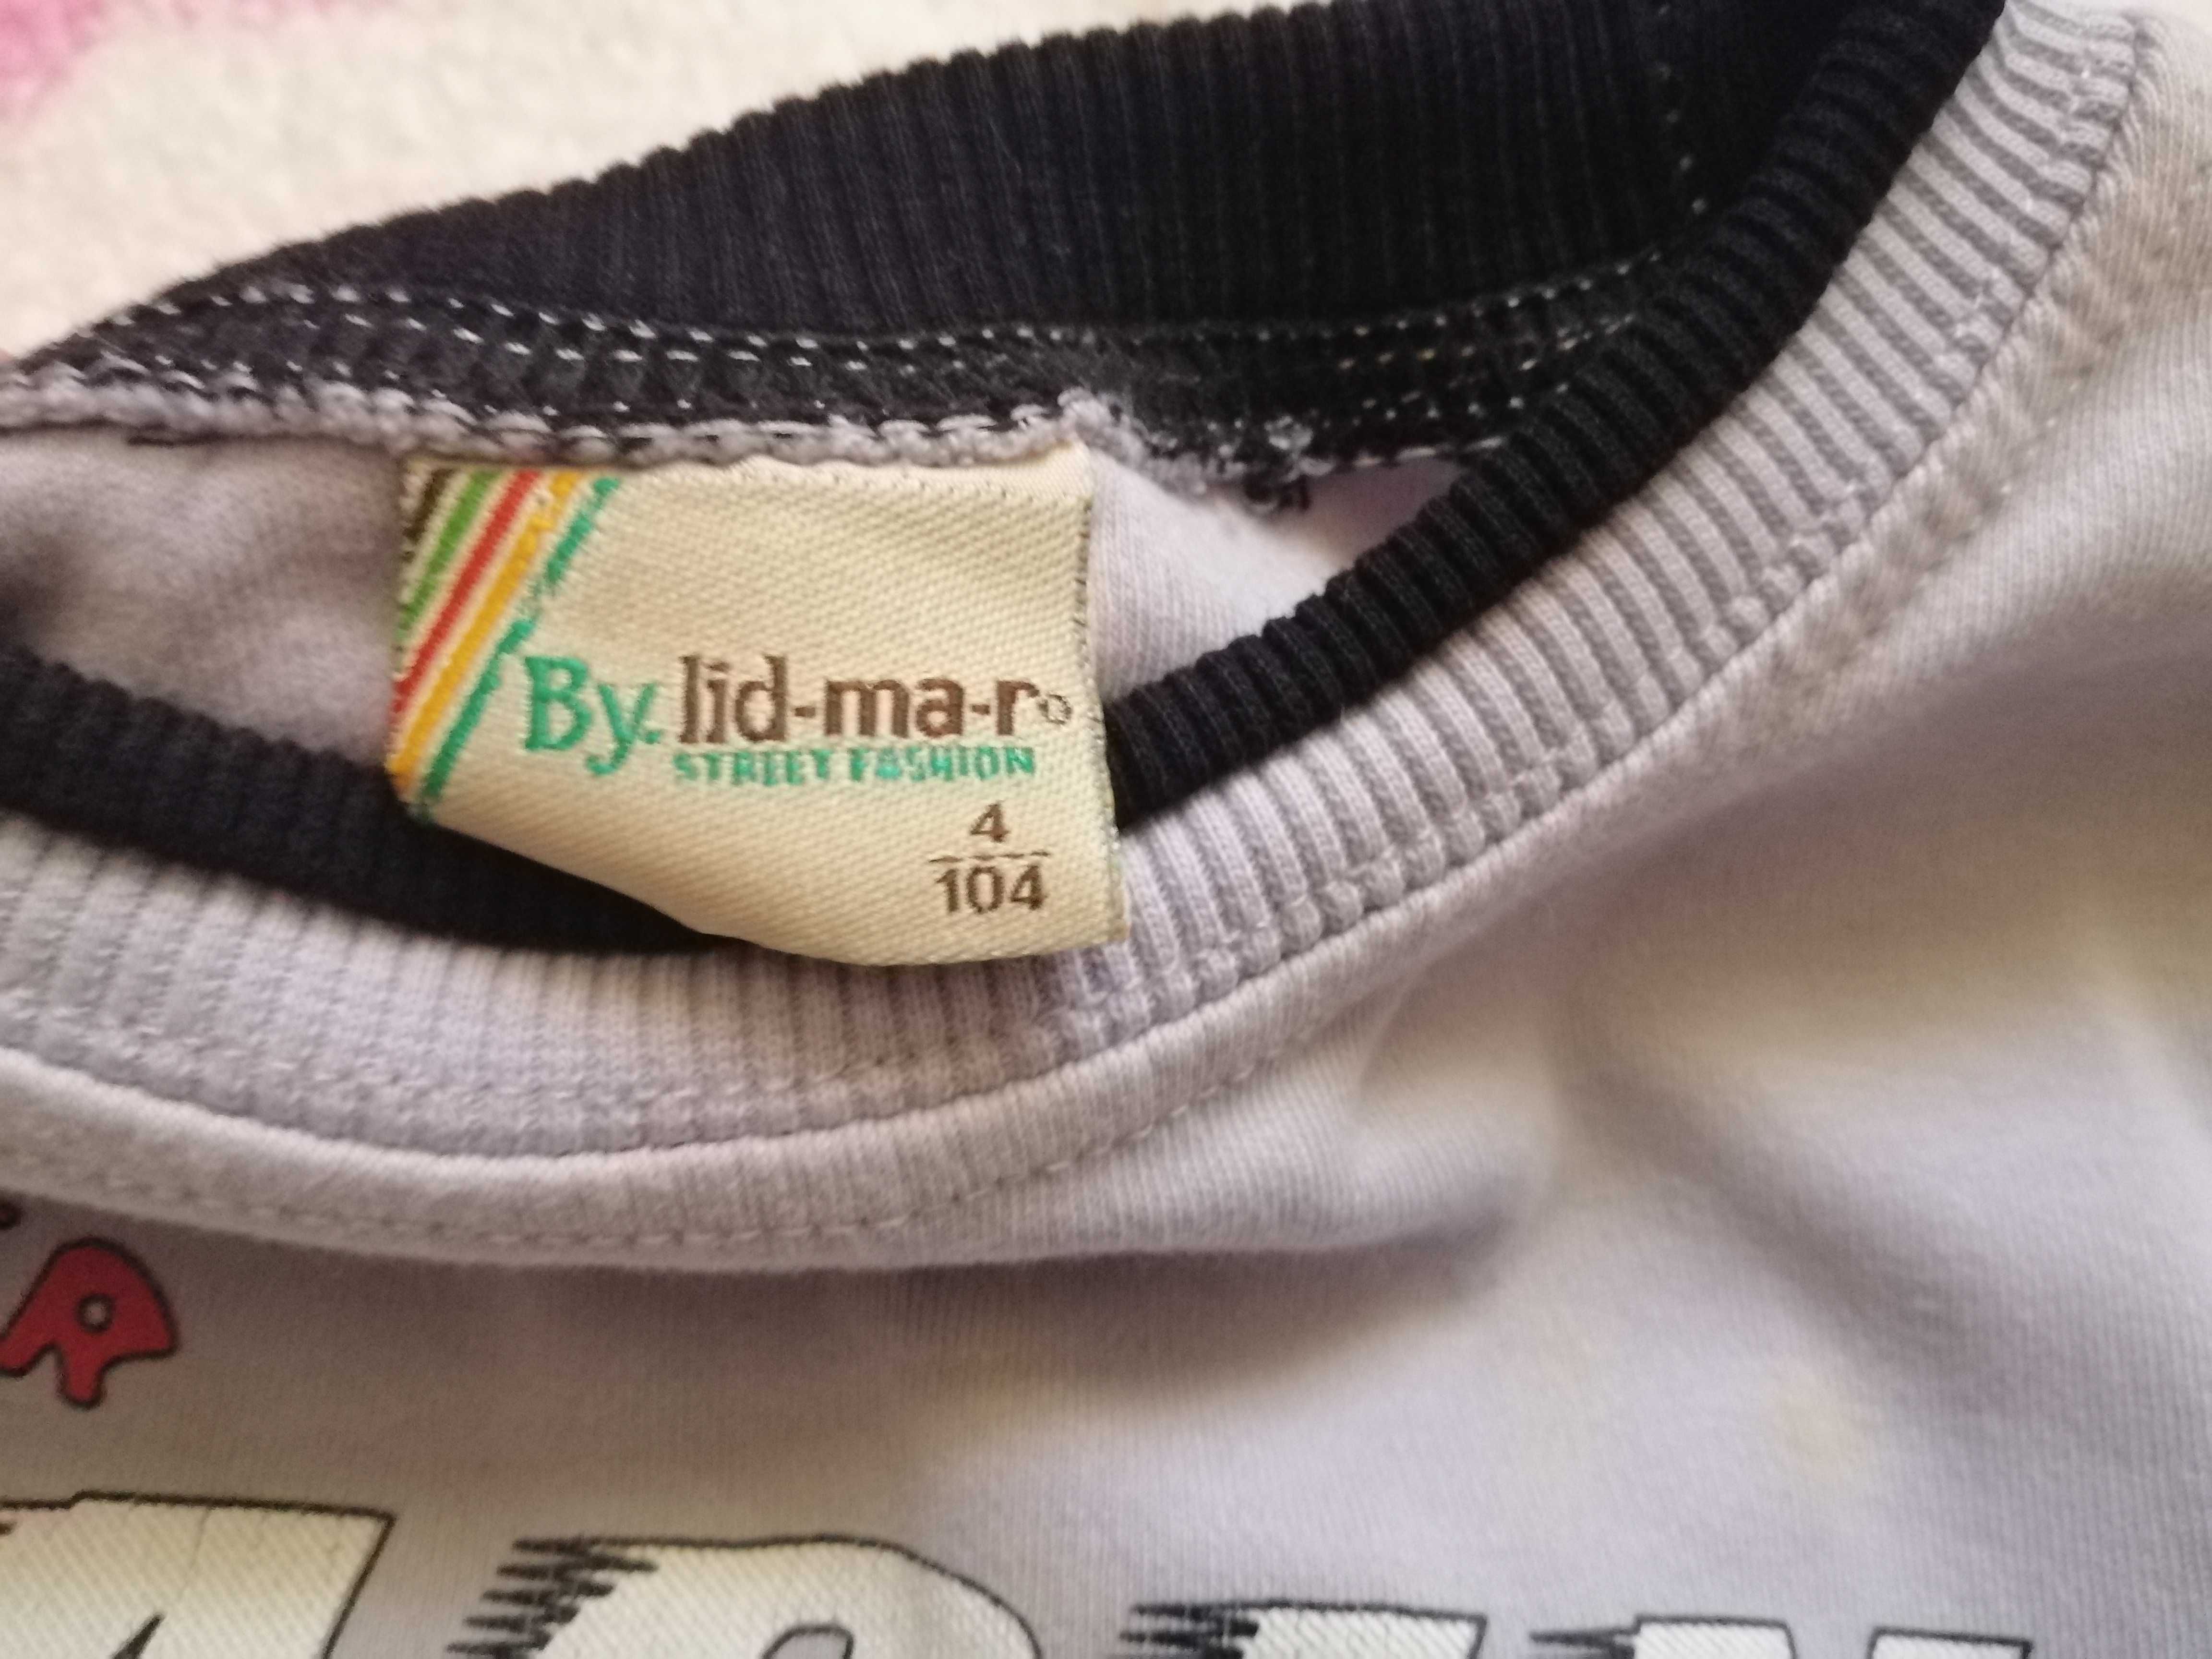 By. lid-ma-r
STREET FASHION
4
104